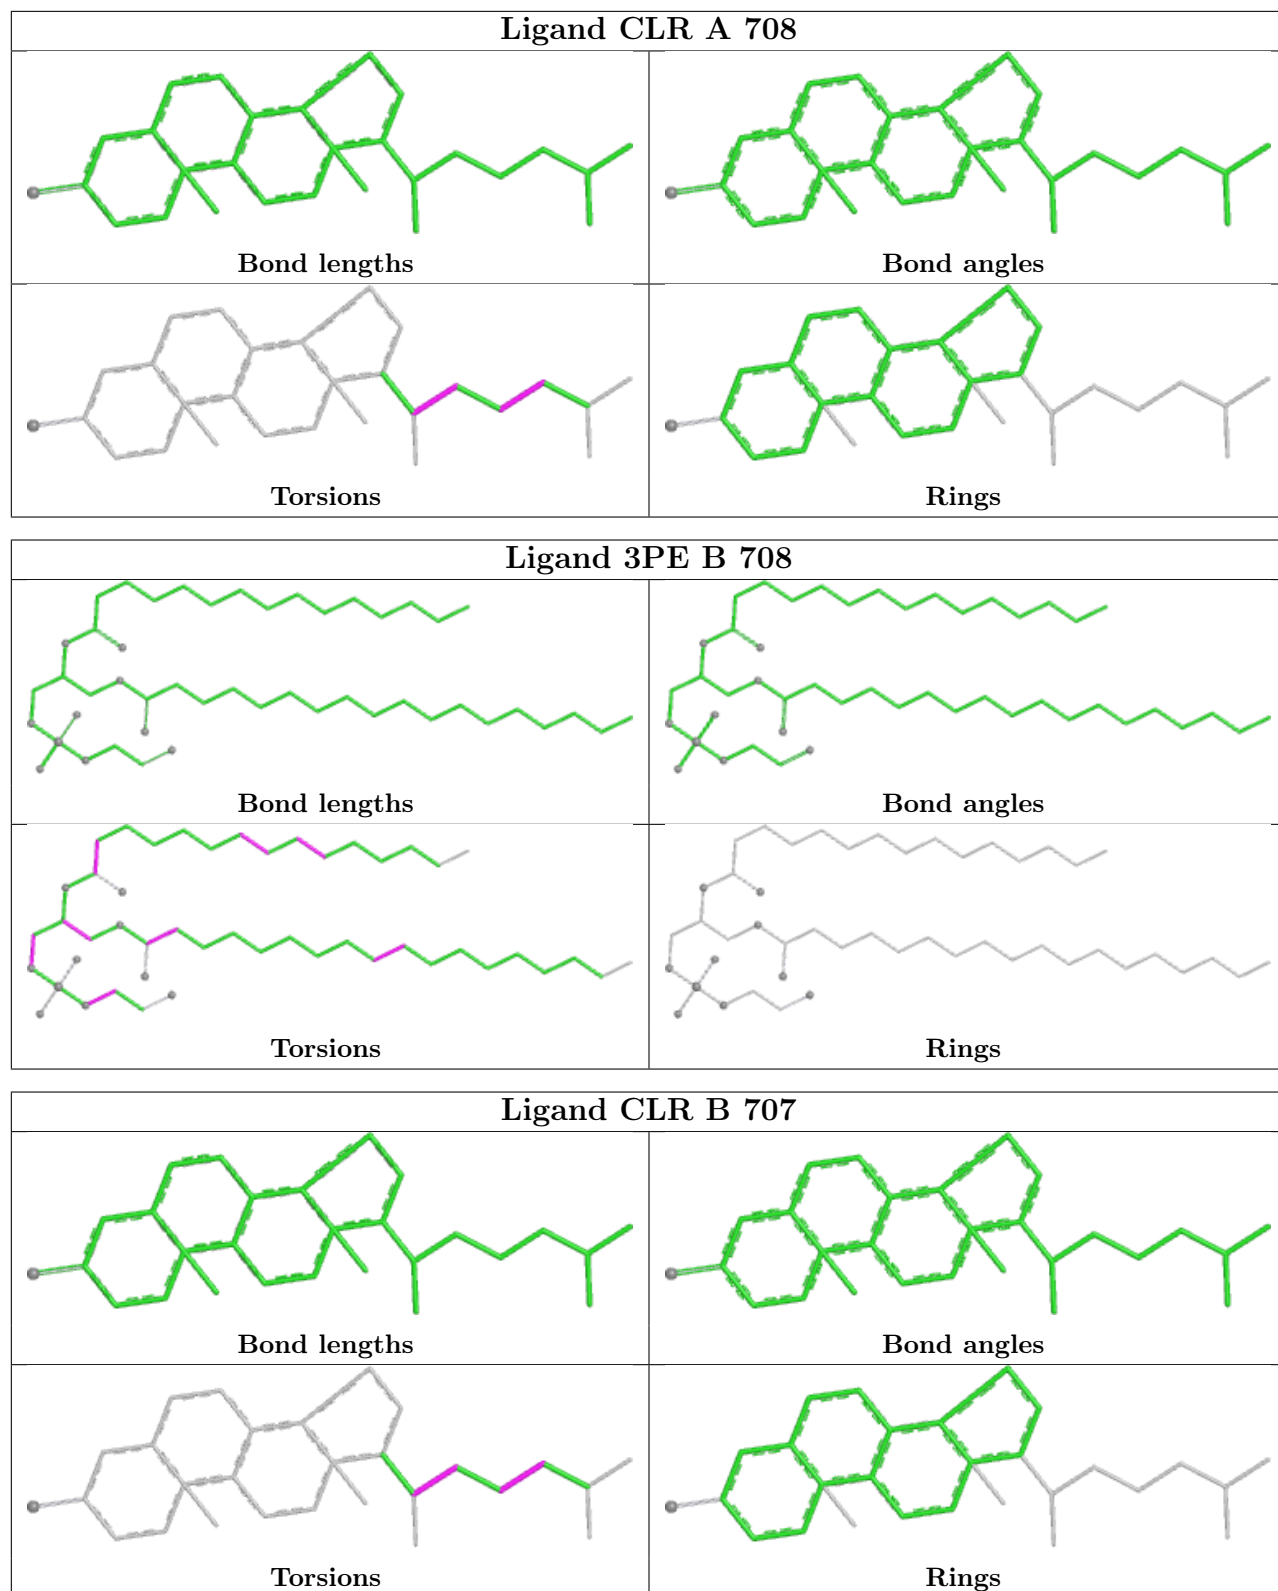 Ligand CLR A 708
Bond lengths
Bond angles
Torsions
Rings
Ligand 3PE B 708
Bond lengths
Bond angles
Torsions
Rings
Ligand CLR B 707
Bond lengths
Bond angles
Torsions
Rings